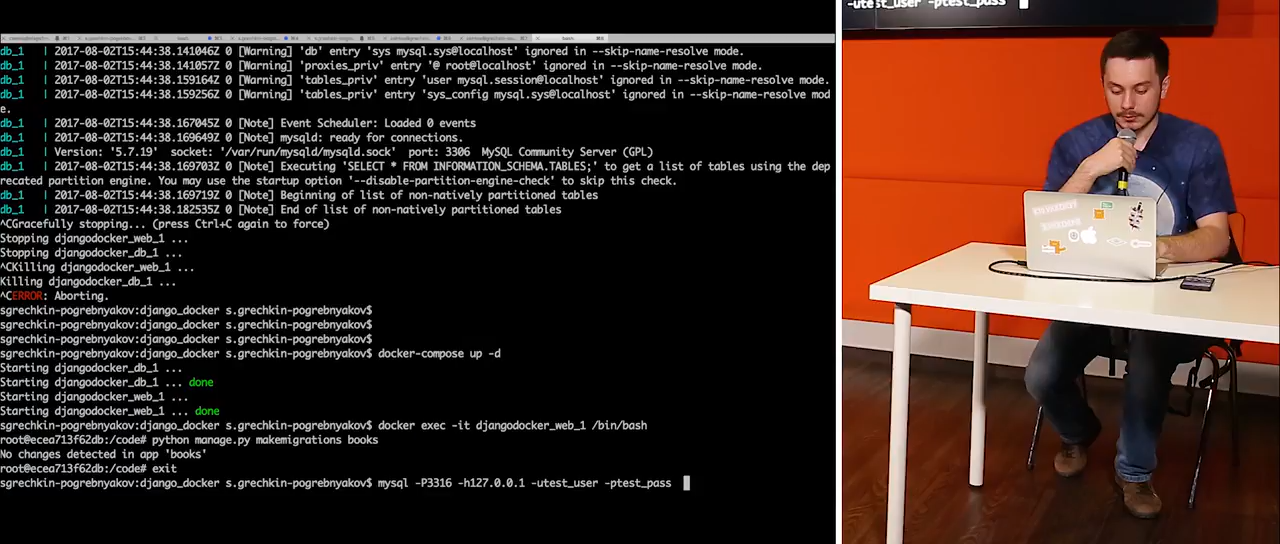 db_1 | 2017-08-02T15:44:38.141046Z 0 [Warning] 'db' entry 'sys mysql.sys@localhost' ignored in --skip-name-resolve mode.
db_1 | 2017-08-02T15:44:38.141057Z 0 [Warning] 'proxies_priv' entry '@ root@localhost' ignored in --skip-name-resolve mode.
db_1 | 2017-08-02T15:44:38.159164Z 0 [Warning] 'tables_priv' entry 'user mysql.session@localhost' ignored in --skip-name-resolve mode.
db_1 | 2017-08-02T15:44:38.159256Z 0 [Warning] 'tables_priv' entry 'sys_config mysql.sys@localhost' ignored in --skip-name-resolve mod
e.
db_1 | 2017-08-02T15:44:38.167045Z 0 [Note] Event Scheduler: Loaded 0 events
db_1 | 2017-08-02T15:44:38.169649Z 0 [Note] mysqld: ready for connections.
db_1 | Version: '5.7.19' socket: '/var/run/mysqld/mysqld.sock' port: 3306 MySQL Community Server (GPL)
db_1 | 2017-08-02T15:44:38.169703Z 0 [Note] Executing 'SELECT * FROM INFORMATION_SCHEMA.TABLES;' to get a list of tables using the dep
recated partition engine. You may use the startup option '--disable-partition-engine-check' to skip this check.
db_1 | 2017-08-02T15:44:38.169719Z 0 [Note] Beginning of list of non-natively partitioned tables
db_1 | 2017-08-02T15:44:38.182535Z 0 [Note] End of list of non-natively partitioned tables
^CGracefully stopping... (press Ctrl+C again to force)
Stopping djangodocker_web_1 ...
Stopping djangodocker_db_1 ...
^CKilling djangodocker_web_1 ...
Killing djangodocker_db_1 ...
^CERROR: Aborting.
sgrechkin-pogrebnyakov:django_docker s.grechkin-pogrebnyakov$
sgrechkin-pogrebnyakov:django_docker s.grechkin-pogrebnyakov$
sgrechkin-pogrebnyakov:django_docker s.grechkin-pogrebnyakov$
sgrechkin-pogrebnyakov:django_docker s.grechkin-pogrebnyakov$ docker-compose up -d
Starting djangodocker_db_1 ...
Starting djangodocker_db_1 ... done
Starting djangodocker_web_1 ...
Starting djangodocker_web_1 ... done
sgrechkin-pogrebnyakov:django_docker s.grechkin-pogrebnyakov$ docker exec -it djangodocker_web_1 /bin/bash
root@ecea713f62db:/code# python manage.py makemigrations books
No changes detected in app 'books'
root@ecea713f62db:/code# exit
sgrechkin-pogrebnyakov:django_docker s.grechkin-pogrebnyakov$ mysql -P3316 -h127.0.0.1 -utest_user -ptest_pass
-utest_user -ptest_pass